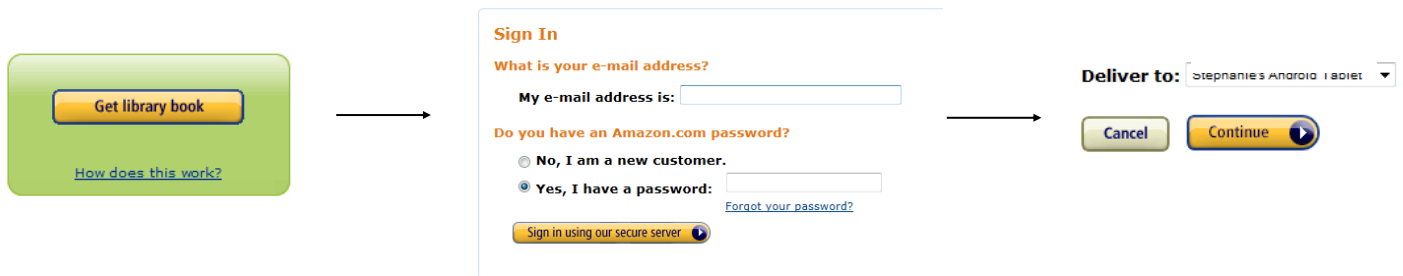 Get library book
How does this work?
Sign In
What is your e-mail address?
My e-mail address is:
Do you have an Amazon.com password?
No, I am a new customer.
Yes, I have a password:
Forgot your password?
Sign in using our secure server
Deliver to: Stephanie's Android Tablet
Cancel Continue